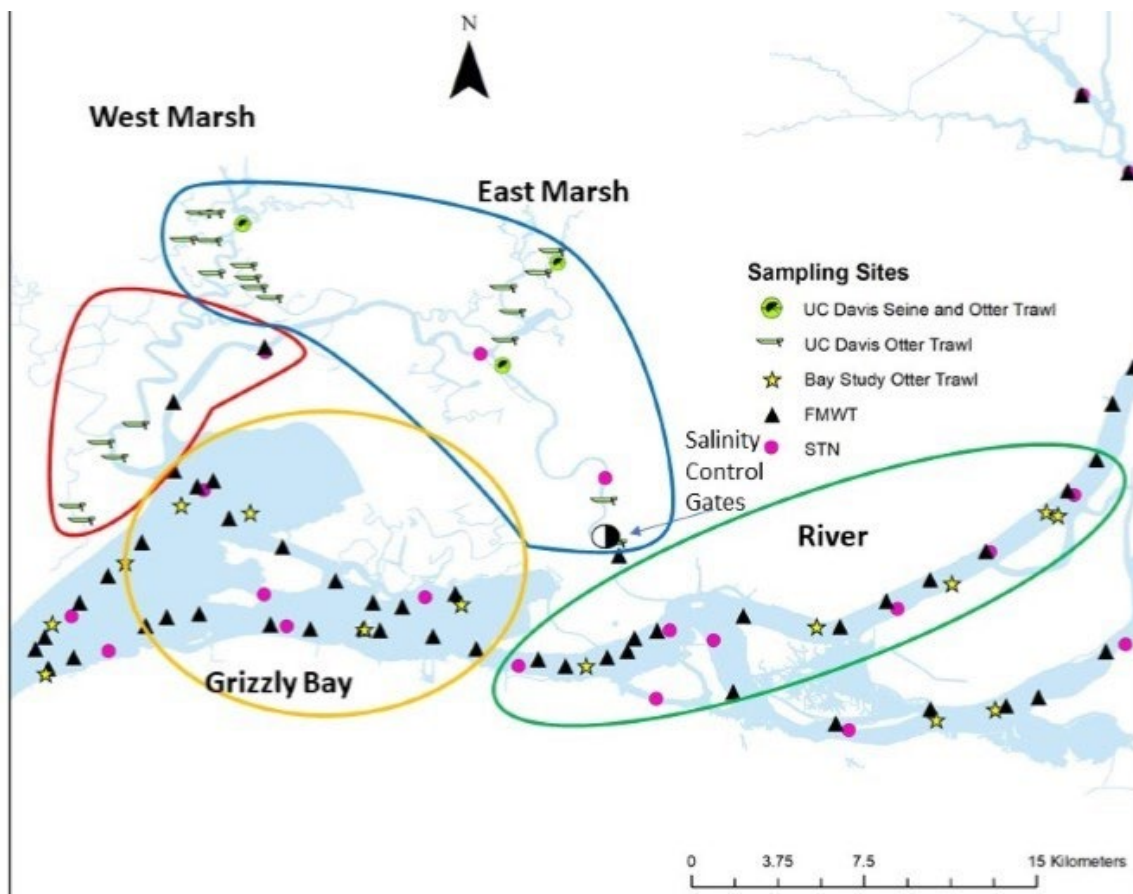 N
West Marsh
East Marsh
Sampling Sites
UC Davis Seine and Otter Trawl
UC Davis Otter Trawl
Bay Study Otter Trawl
FMWT
STN
Salinity
Control
Gates
River
Grizzly Bay
0 3.75 7.5 15 Kilometers